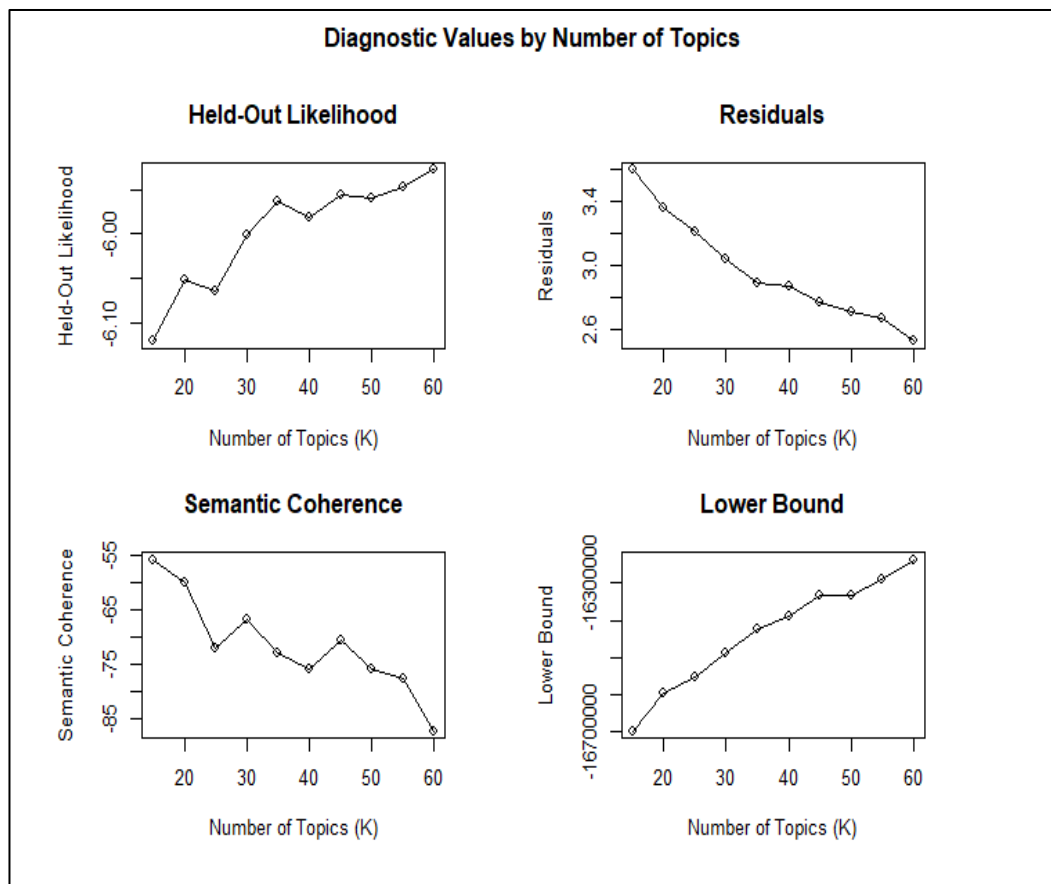 Diagnostic Values by Number of Topics
Held-Out Likelihood
Held-Out Likelihood
-6.00
-6.10
20 30 40 50 60
Number of Topics (K)
Residuals
Residuals
3.4
3.0
2.6
20 30 40 50 60
Number of Topics (K)
Semantic Coherence
Semantic Coherence
-55
-65
-75
-85
20 30 40 50 60
Number of Topics (K)
Lower Bound
Lower Bound
-16300000
-16700000
20 30 40 50 60
Number of Topics (K)